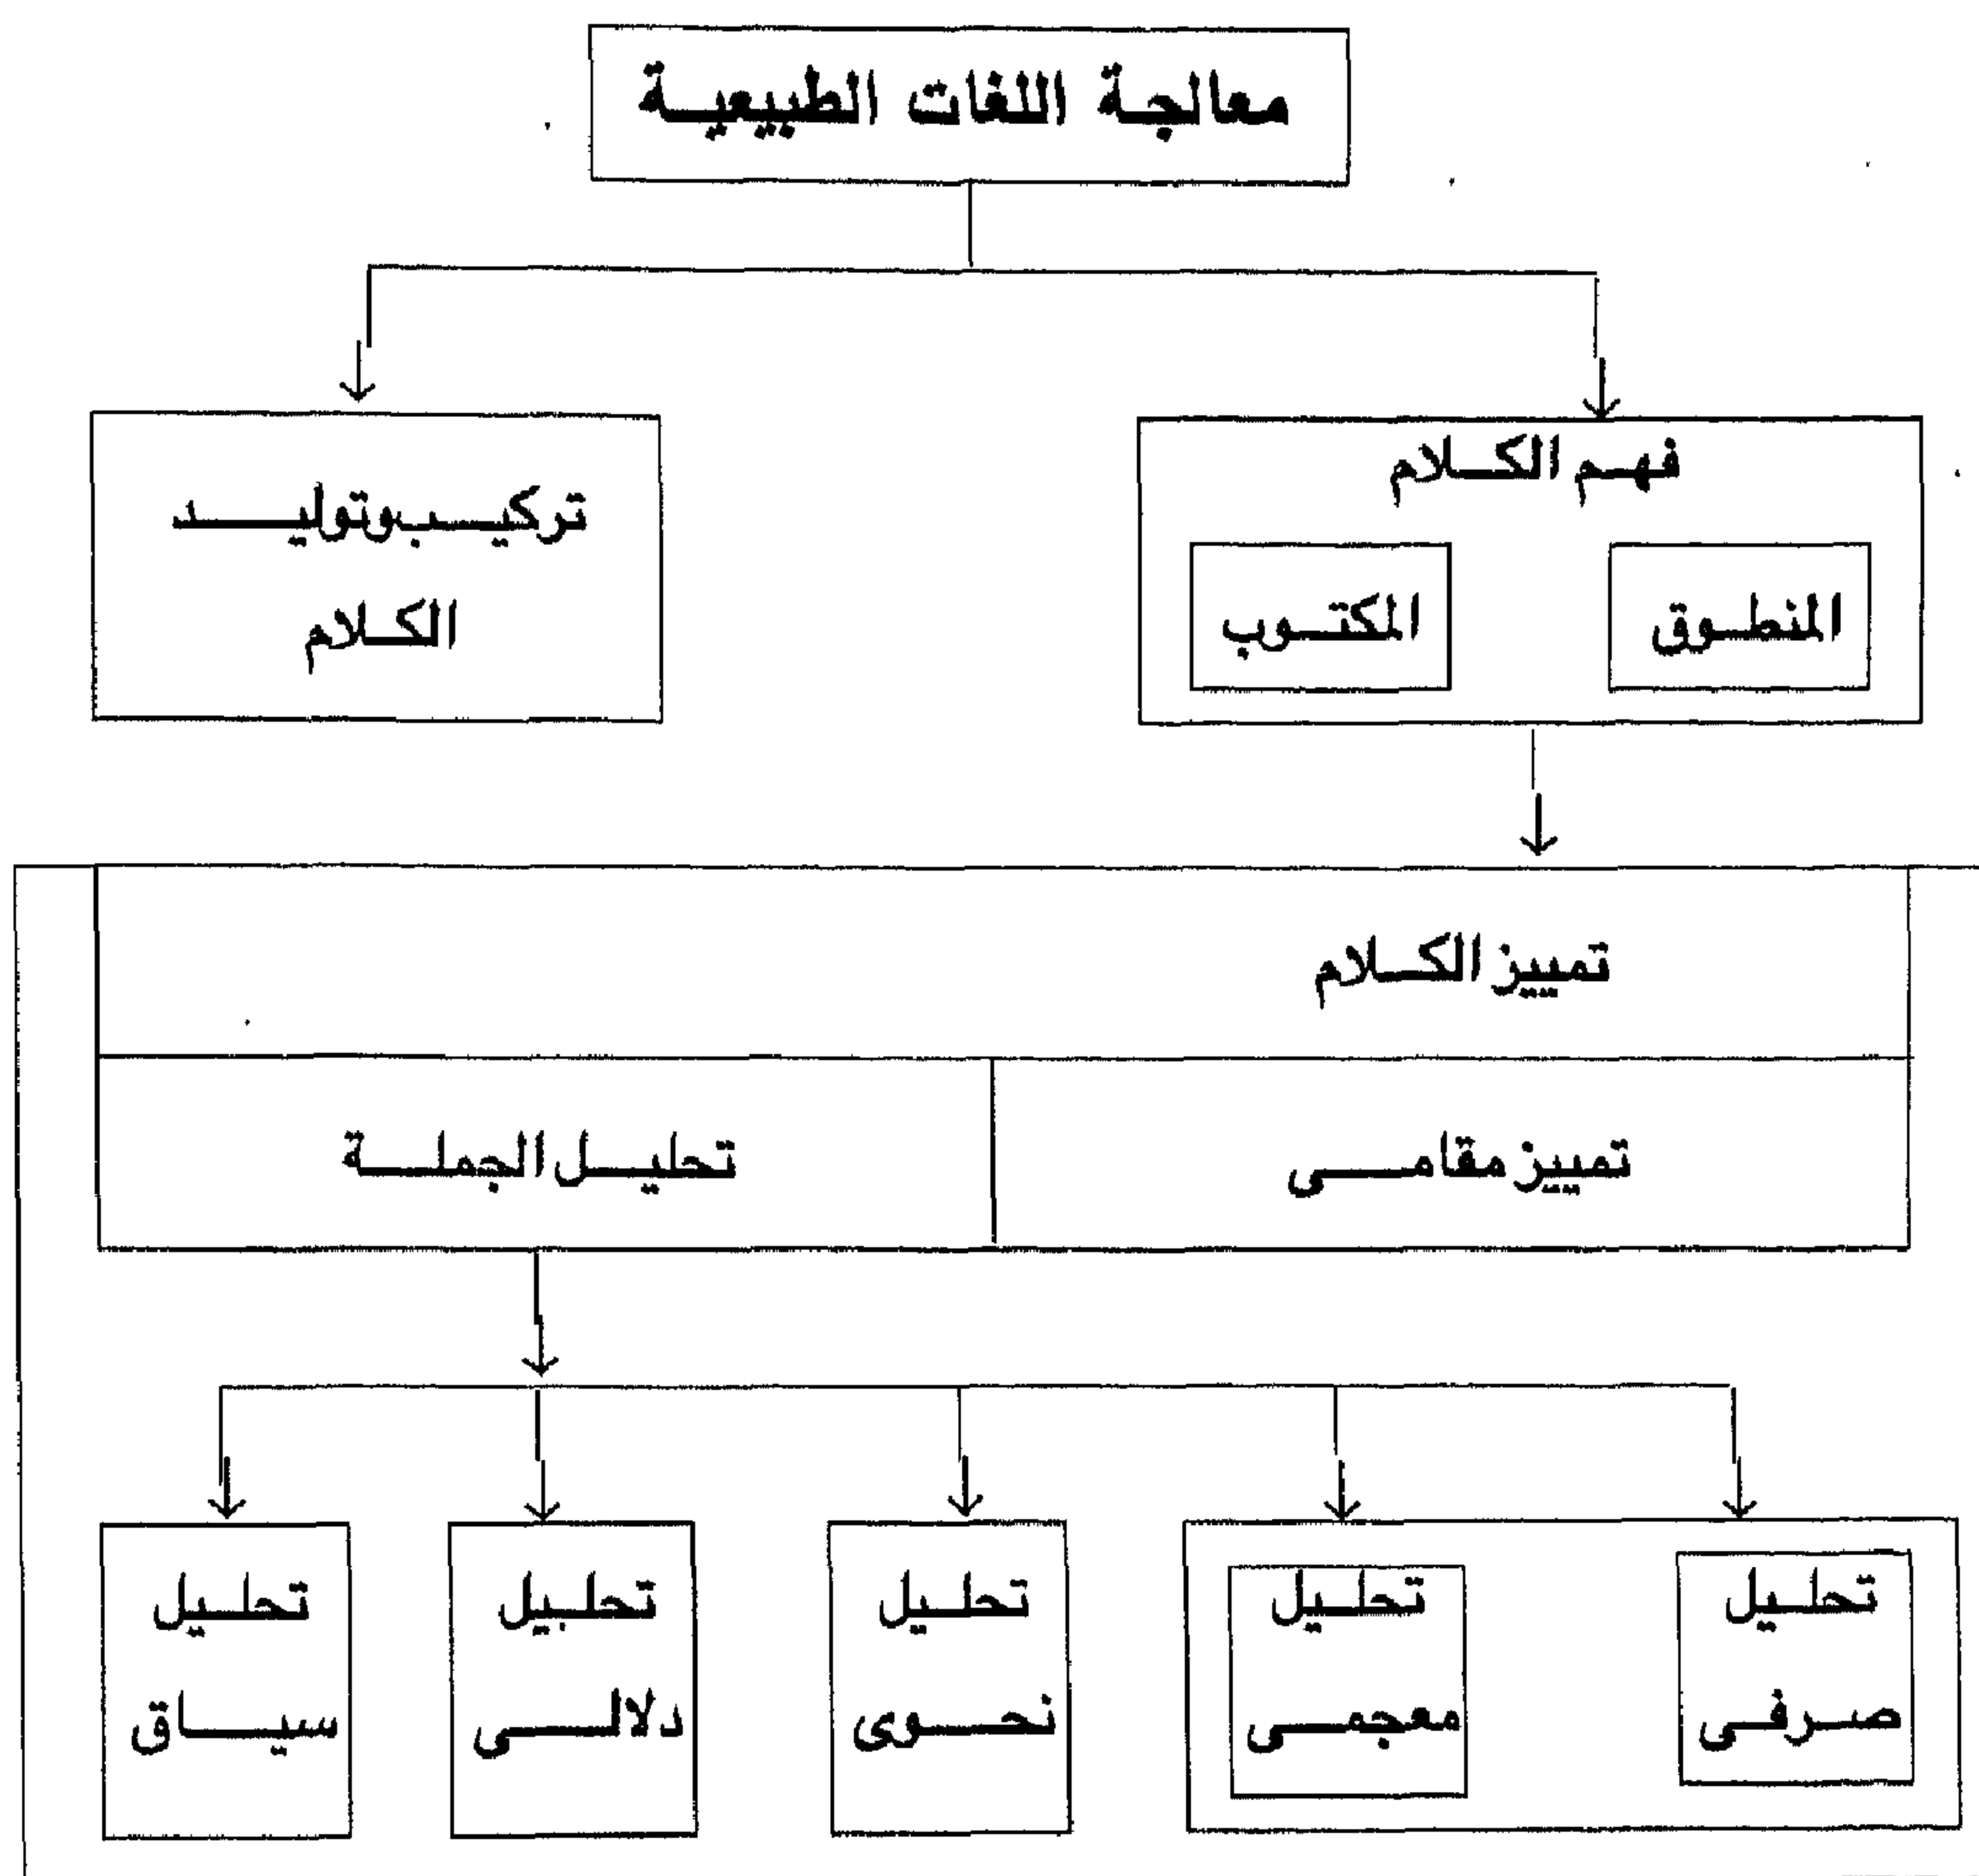 معالجة اللغات الطبيعية
فهم الكلام
المنطوق
المكتوب
تركيب وتوليد
الكلام
تمييز الكلام
تمييز مقامى
تحليل الجملة
تحليل
صرفى
تحليل
معجمى
تحليل
نحوى
تحليل
دلالى
تحليل
سياق